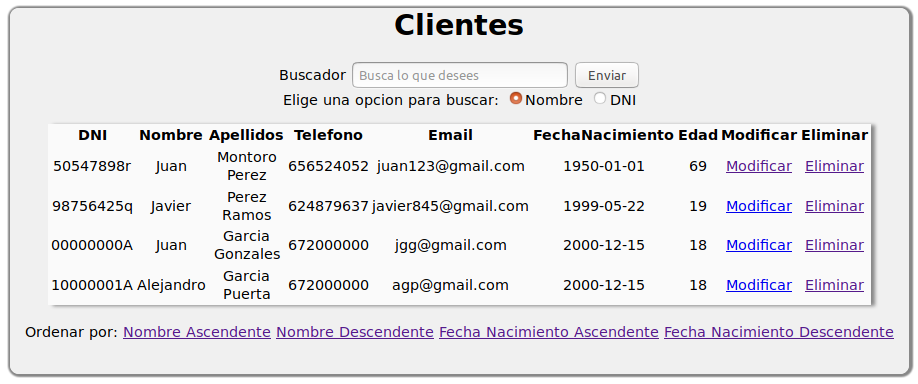 Clientes
Buscador Busca lo que desees Enviar
Elige una opcion para buscar: Nombre DNI
DNI Nombre Apellidos Telefono Email FechaNacimiento Edad Modificar Eliminar
50547898r Juan Montoro Perez 656524052 juan123@gmail.com 1950-01-01 69 Modificar Eliminar
98756425q Javier Perez Ramos 624879637 javier845@gmail.com 1999-05-22 19 Modificar Eliminar
00000000A Juan Garcia Gonzales 672000000 jgg@gmail.com 2000-12-15 18 Modificar Eliminar
10000001A Alejandro Garcia Puerta 672000000 agp@gmail.com 2000-12-15 18 Modificar Eliminar
Ordenar por: Nombre Ascendente Nombre Descendente Fecha Nacimiento Ascendente Fecha Nacimiento Descendente